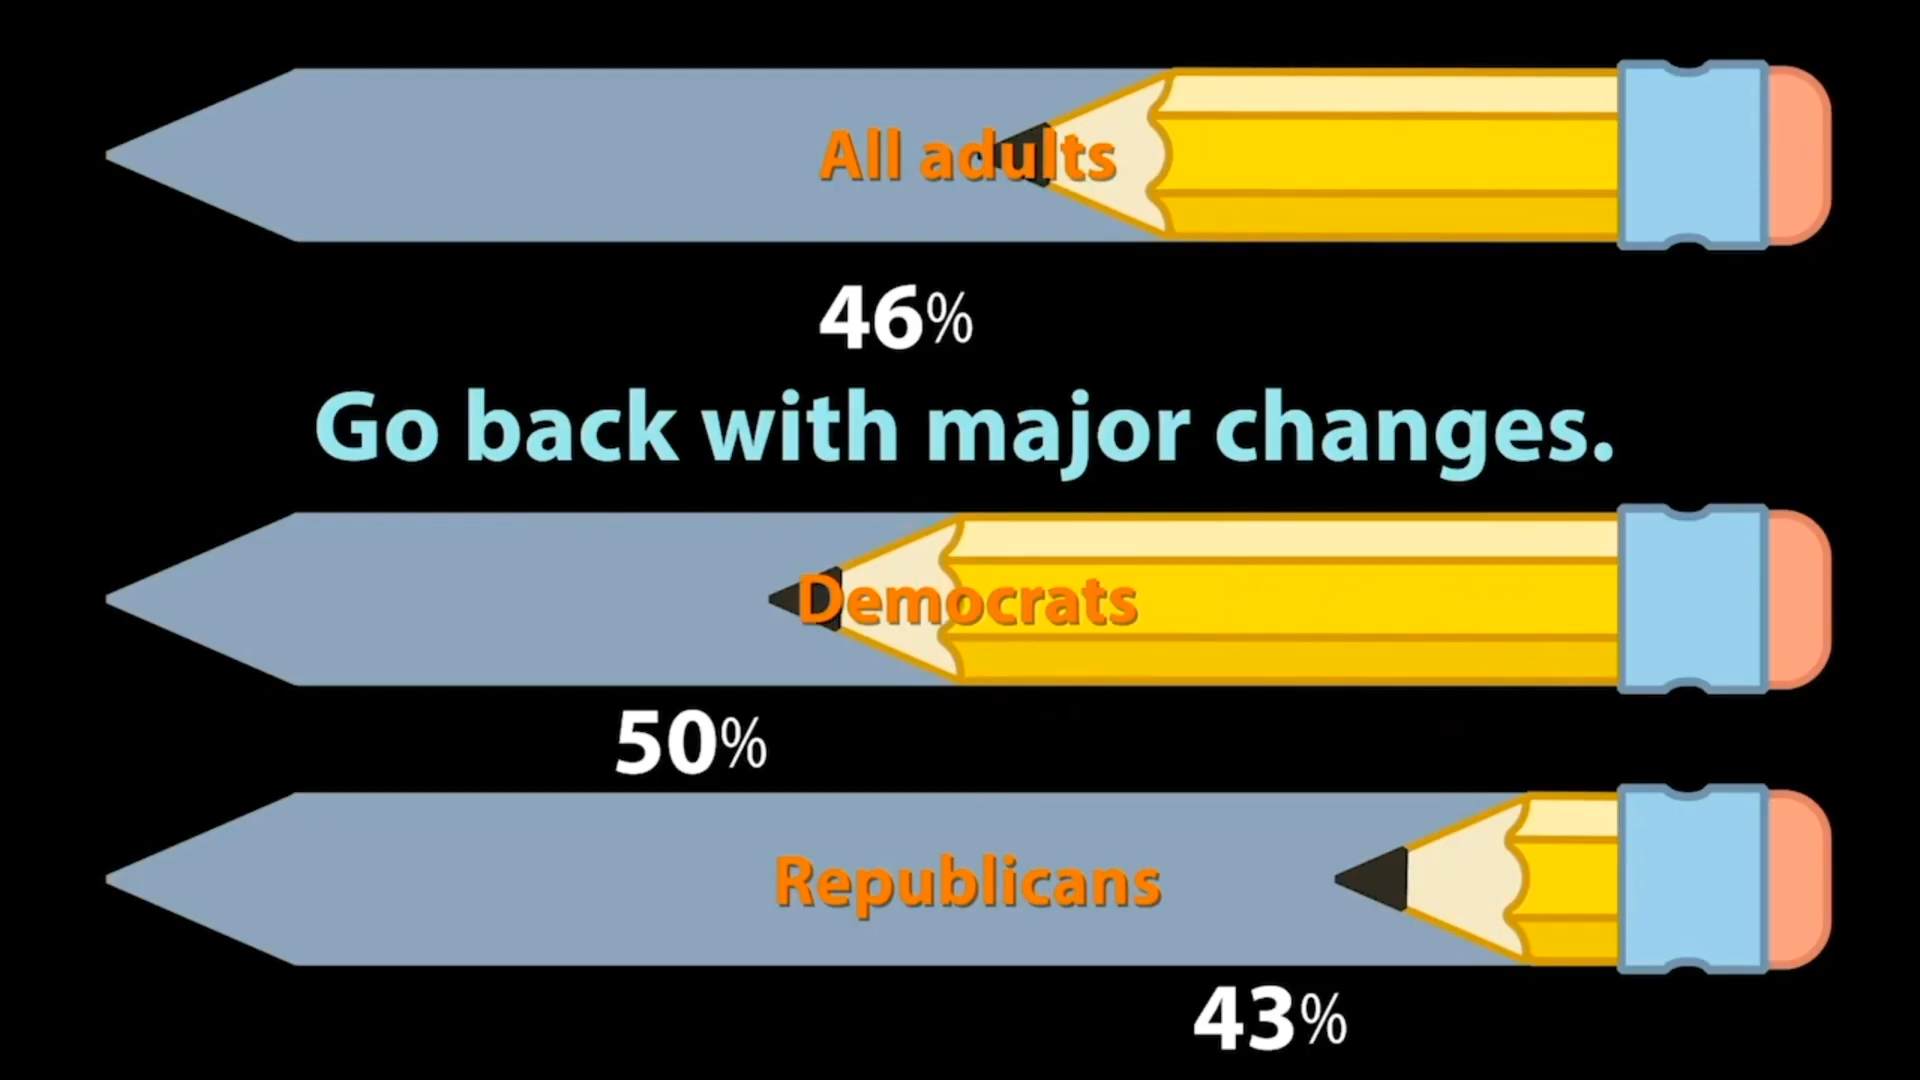 All adults
46%
Go back with major changes.
Democrats
50%
Republicans
43%